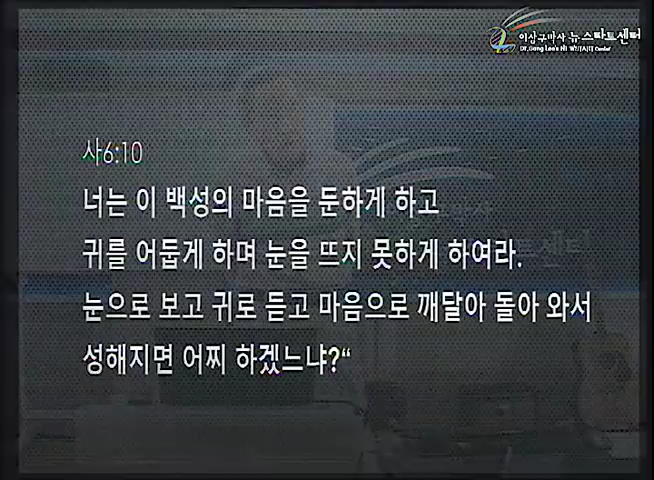 이상구박사 뉴스타트센터
사6:10
너는 이 백성의 마음을 둔하게 하고
귀를 어둡게 하며 눈을 뜨지 못하게 하여라.
눈으로 보고 귀로 듣고 마음으로 깨달아 돌아 와서
성해지면 어찌 하겠느냐?“